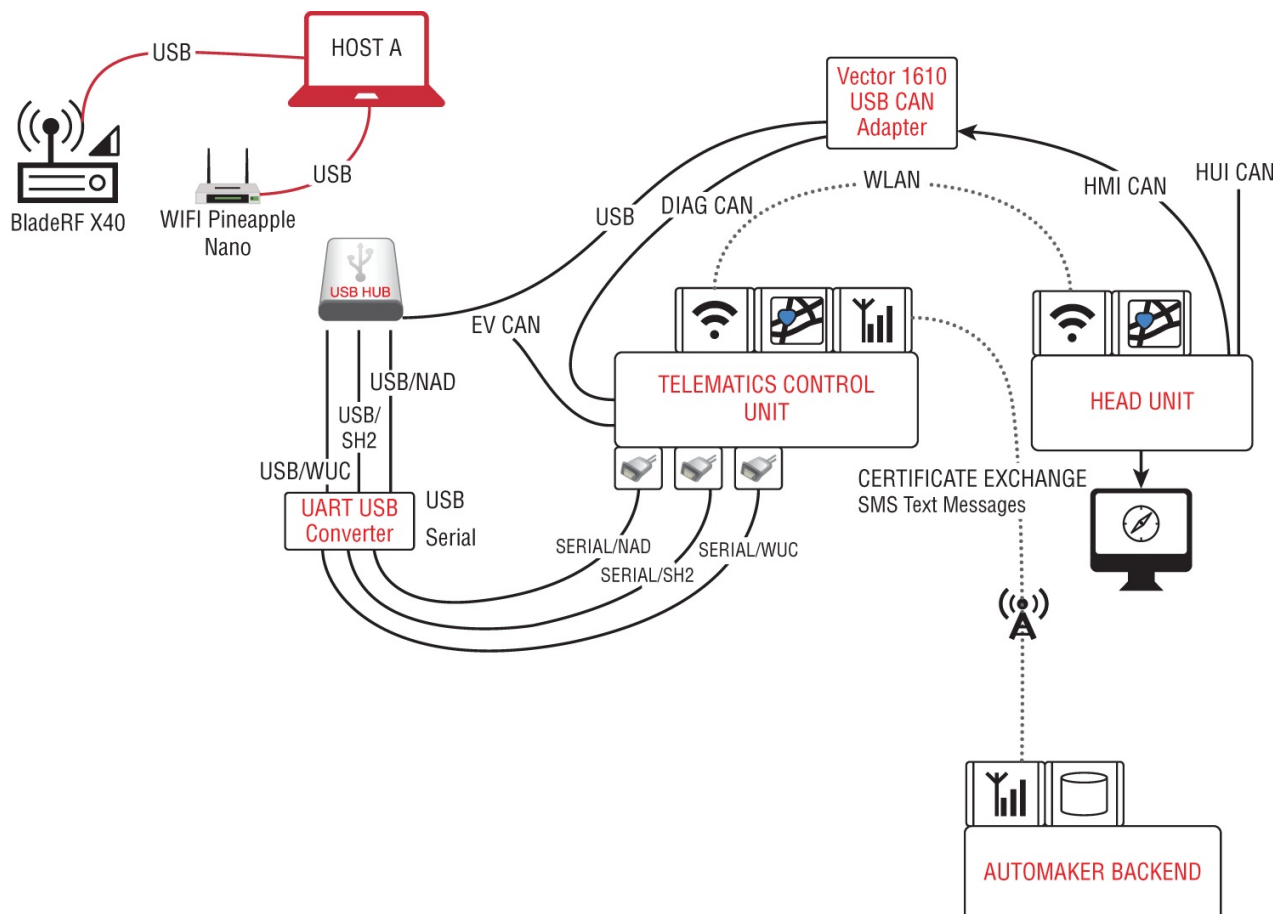 USB
HOST A
BladeRF X40
USB
WIFI Pineapple
Nano
Vector 1610
USB CAN
Adapter
USB
DIAG CAN
WLAN
HMI CAN
HUI CAN
USB HUB
EV CAN
USB/NAD
USB/
SH2
USB/WUC
UART USB
Converter
USB
Serial
TELEMATICS CONTROL
UNIT
HEAD UNIT
SERIAL/NAD
SERIAL/SH2
SERIAL/WUC
CERTIFICATE EXCHANGE
SMS Text Messages
AUTOMAKER BACKEND